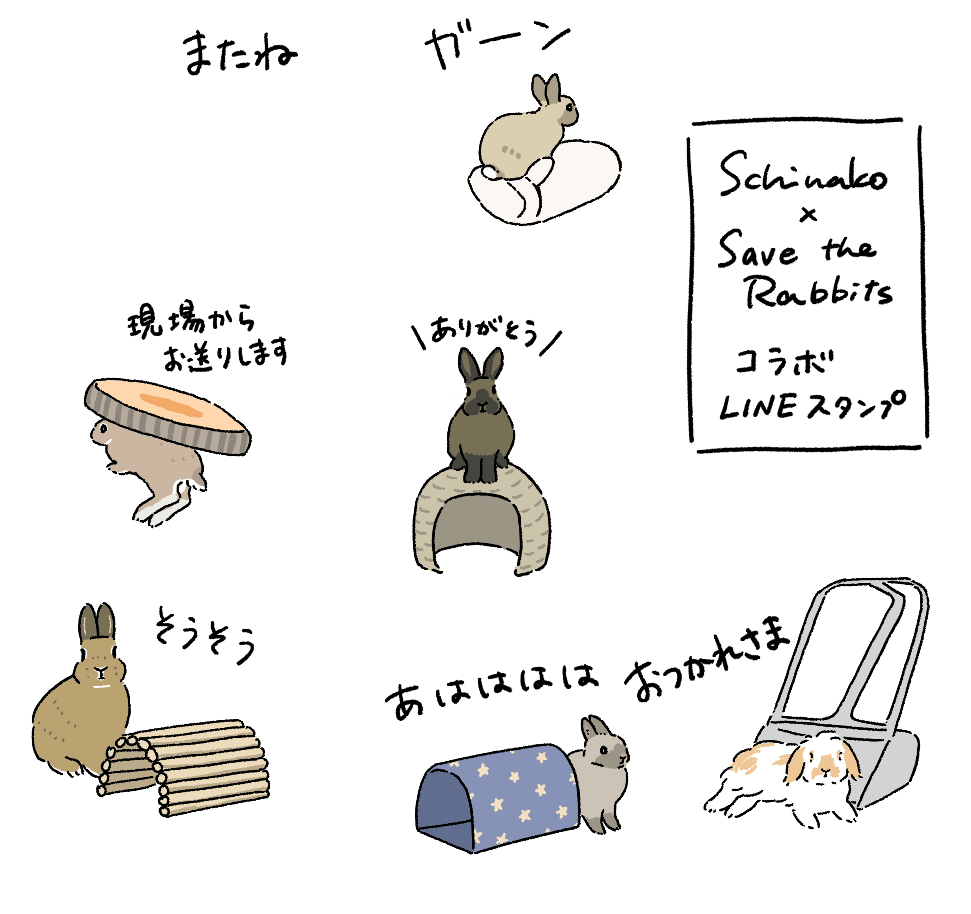 またね
ガーン
Schinako
×
Save the
Rabbits
コラボ
LINEスタンプ
現場から
お送りします
\ありがとう/
そうそう
あはははは
おつかれさま